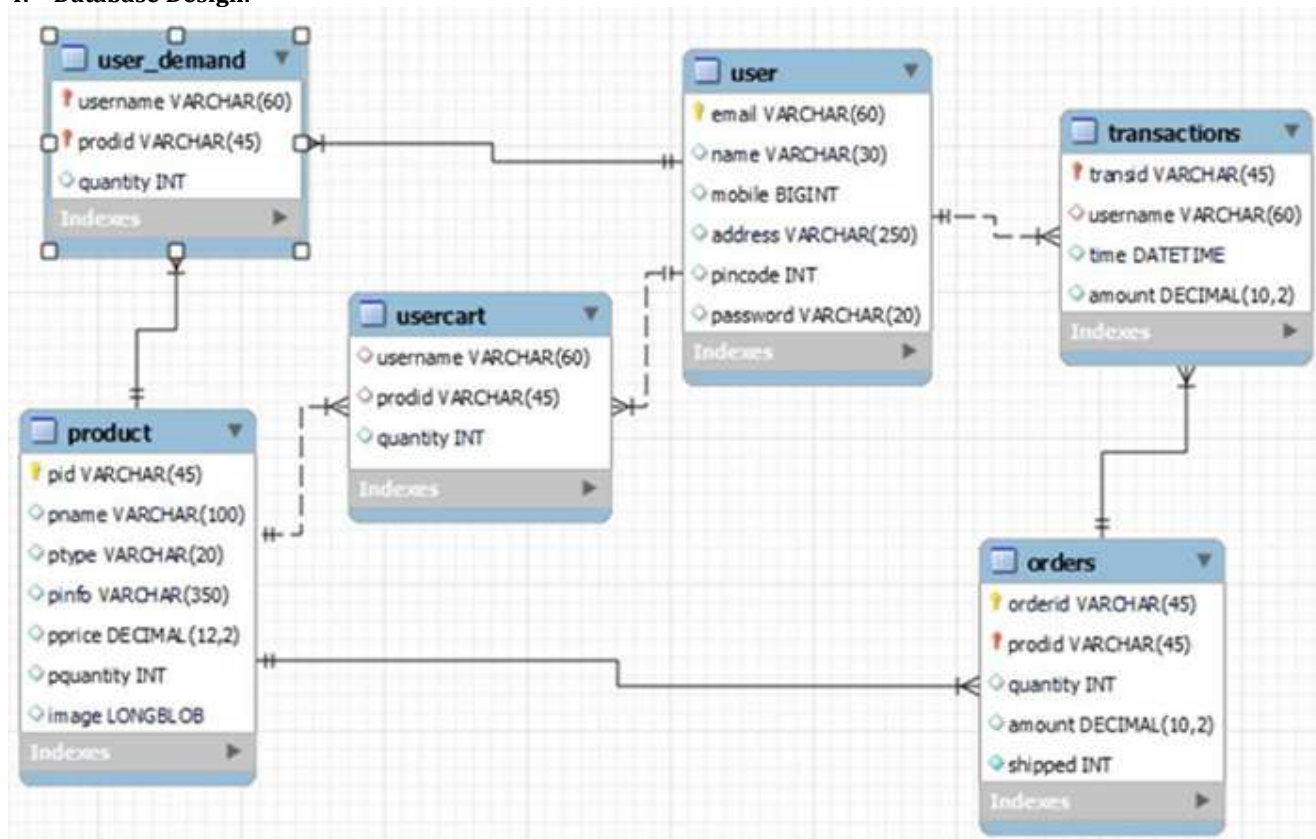 user_demand
username VARCHAR(60)
prodid VARCHAR(45)
quantity INT
Indexes
user
email VARCHAR(60)
name VARCHAR(30)
mobile BIGINT
address VARCHAR(250)
pincode INT
password VARCHAR(20)
Indexes
transactions
transid VARCHAR(45)
username VARCHAR(60)
time DATETIME
amount DECIMAL(10,2)
Indexes
usercart
username VARCHAR(60)
prodid VARCHAR(45)
quantity INT
Indexes
product
pid VARCHAR(45)
pname VARCHAR(100)
ptype VARCHAR(20)
pinfo VARCHAR(350)
pprice DECIMAL(12,2)
pquantity INT
image LONGBLOB
Indexes
orders
orderid VARCHAR(45)
prodid VARCHAR(45)
quantity INT
amount DECIMAL(10,2)
shipped INT
Indexes